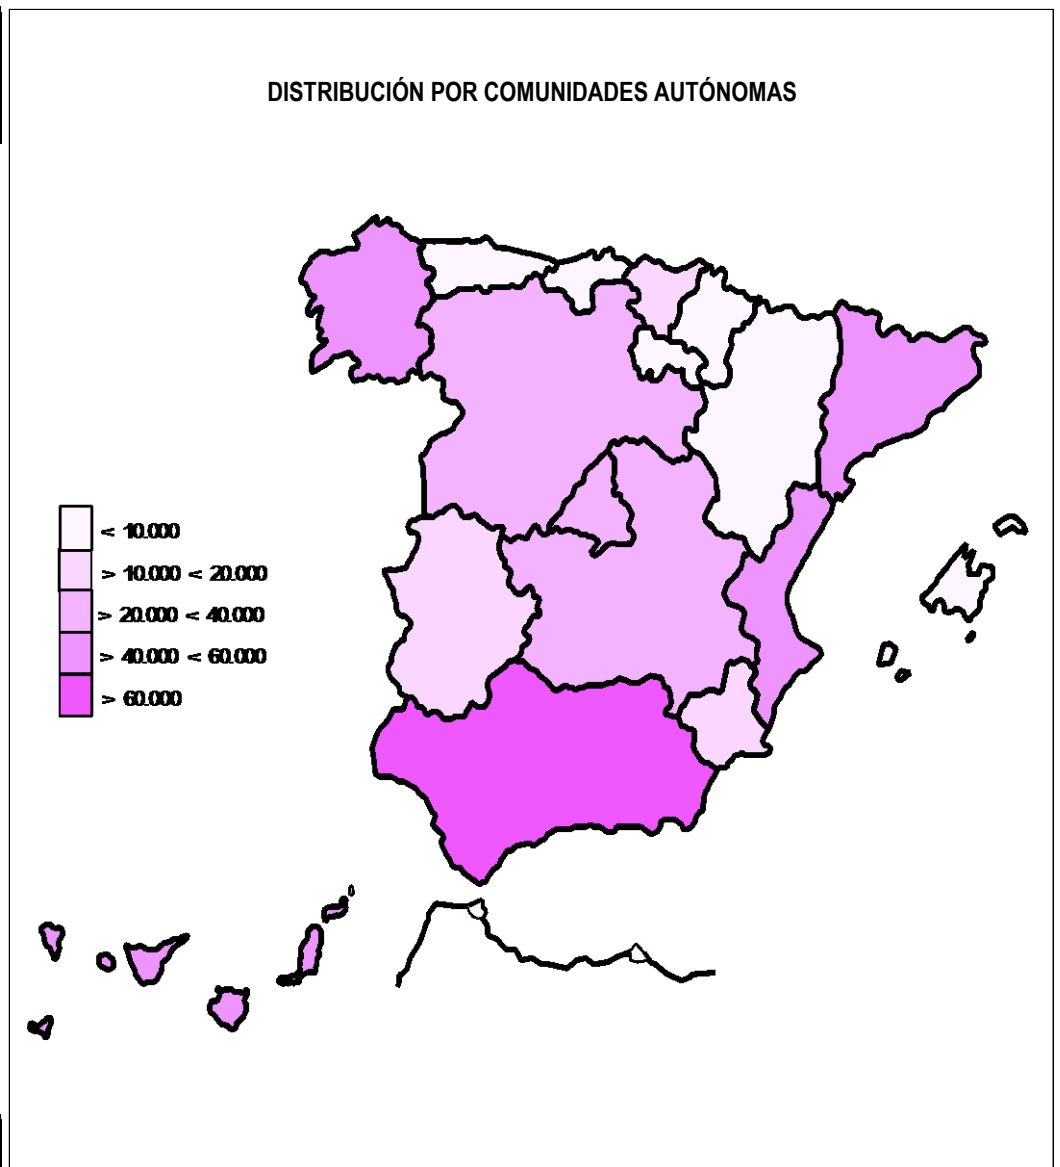 DISTRIBUCIÓN POR COMUNIDADES AUTÓNOMAS
< 10.000
> 10.000 < 20.000
> 20.000 < 40.000
> 40.000 < 60.000
> 60.000